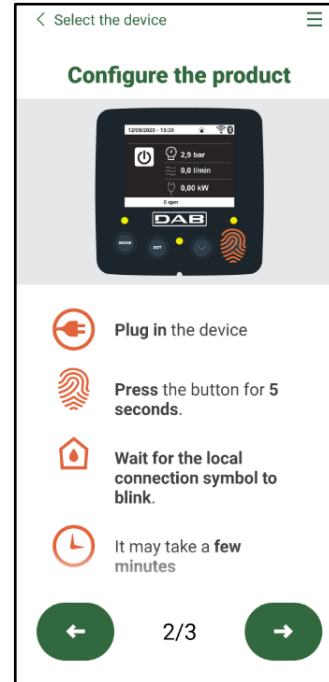 Select the device
Configure the product
12/09/2020 - 13:30
2,9 bar
0,0 l/min
0,00 kW
0 rpm
DAB
MODE
SET
Plug in the device
Press the button for 5
seconds.
Wait for the local
connection symbol to
blink.
It may take a few
minutes
2/3